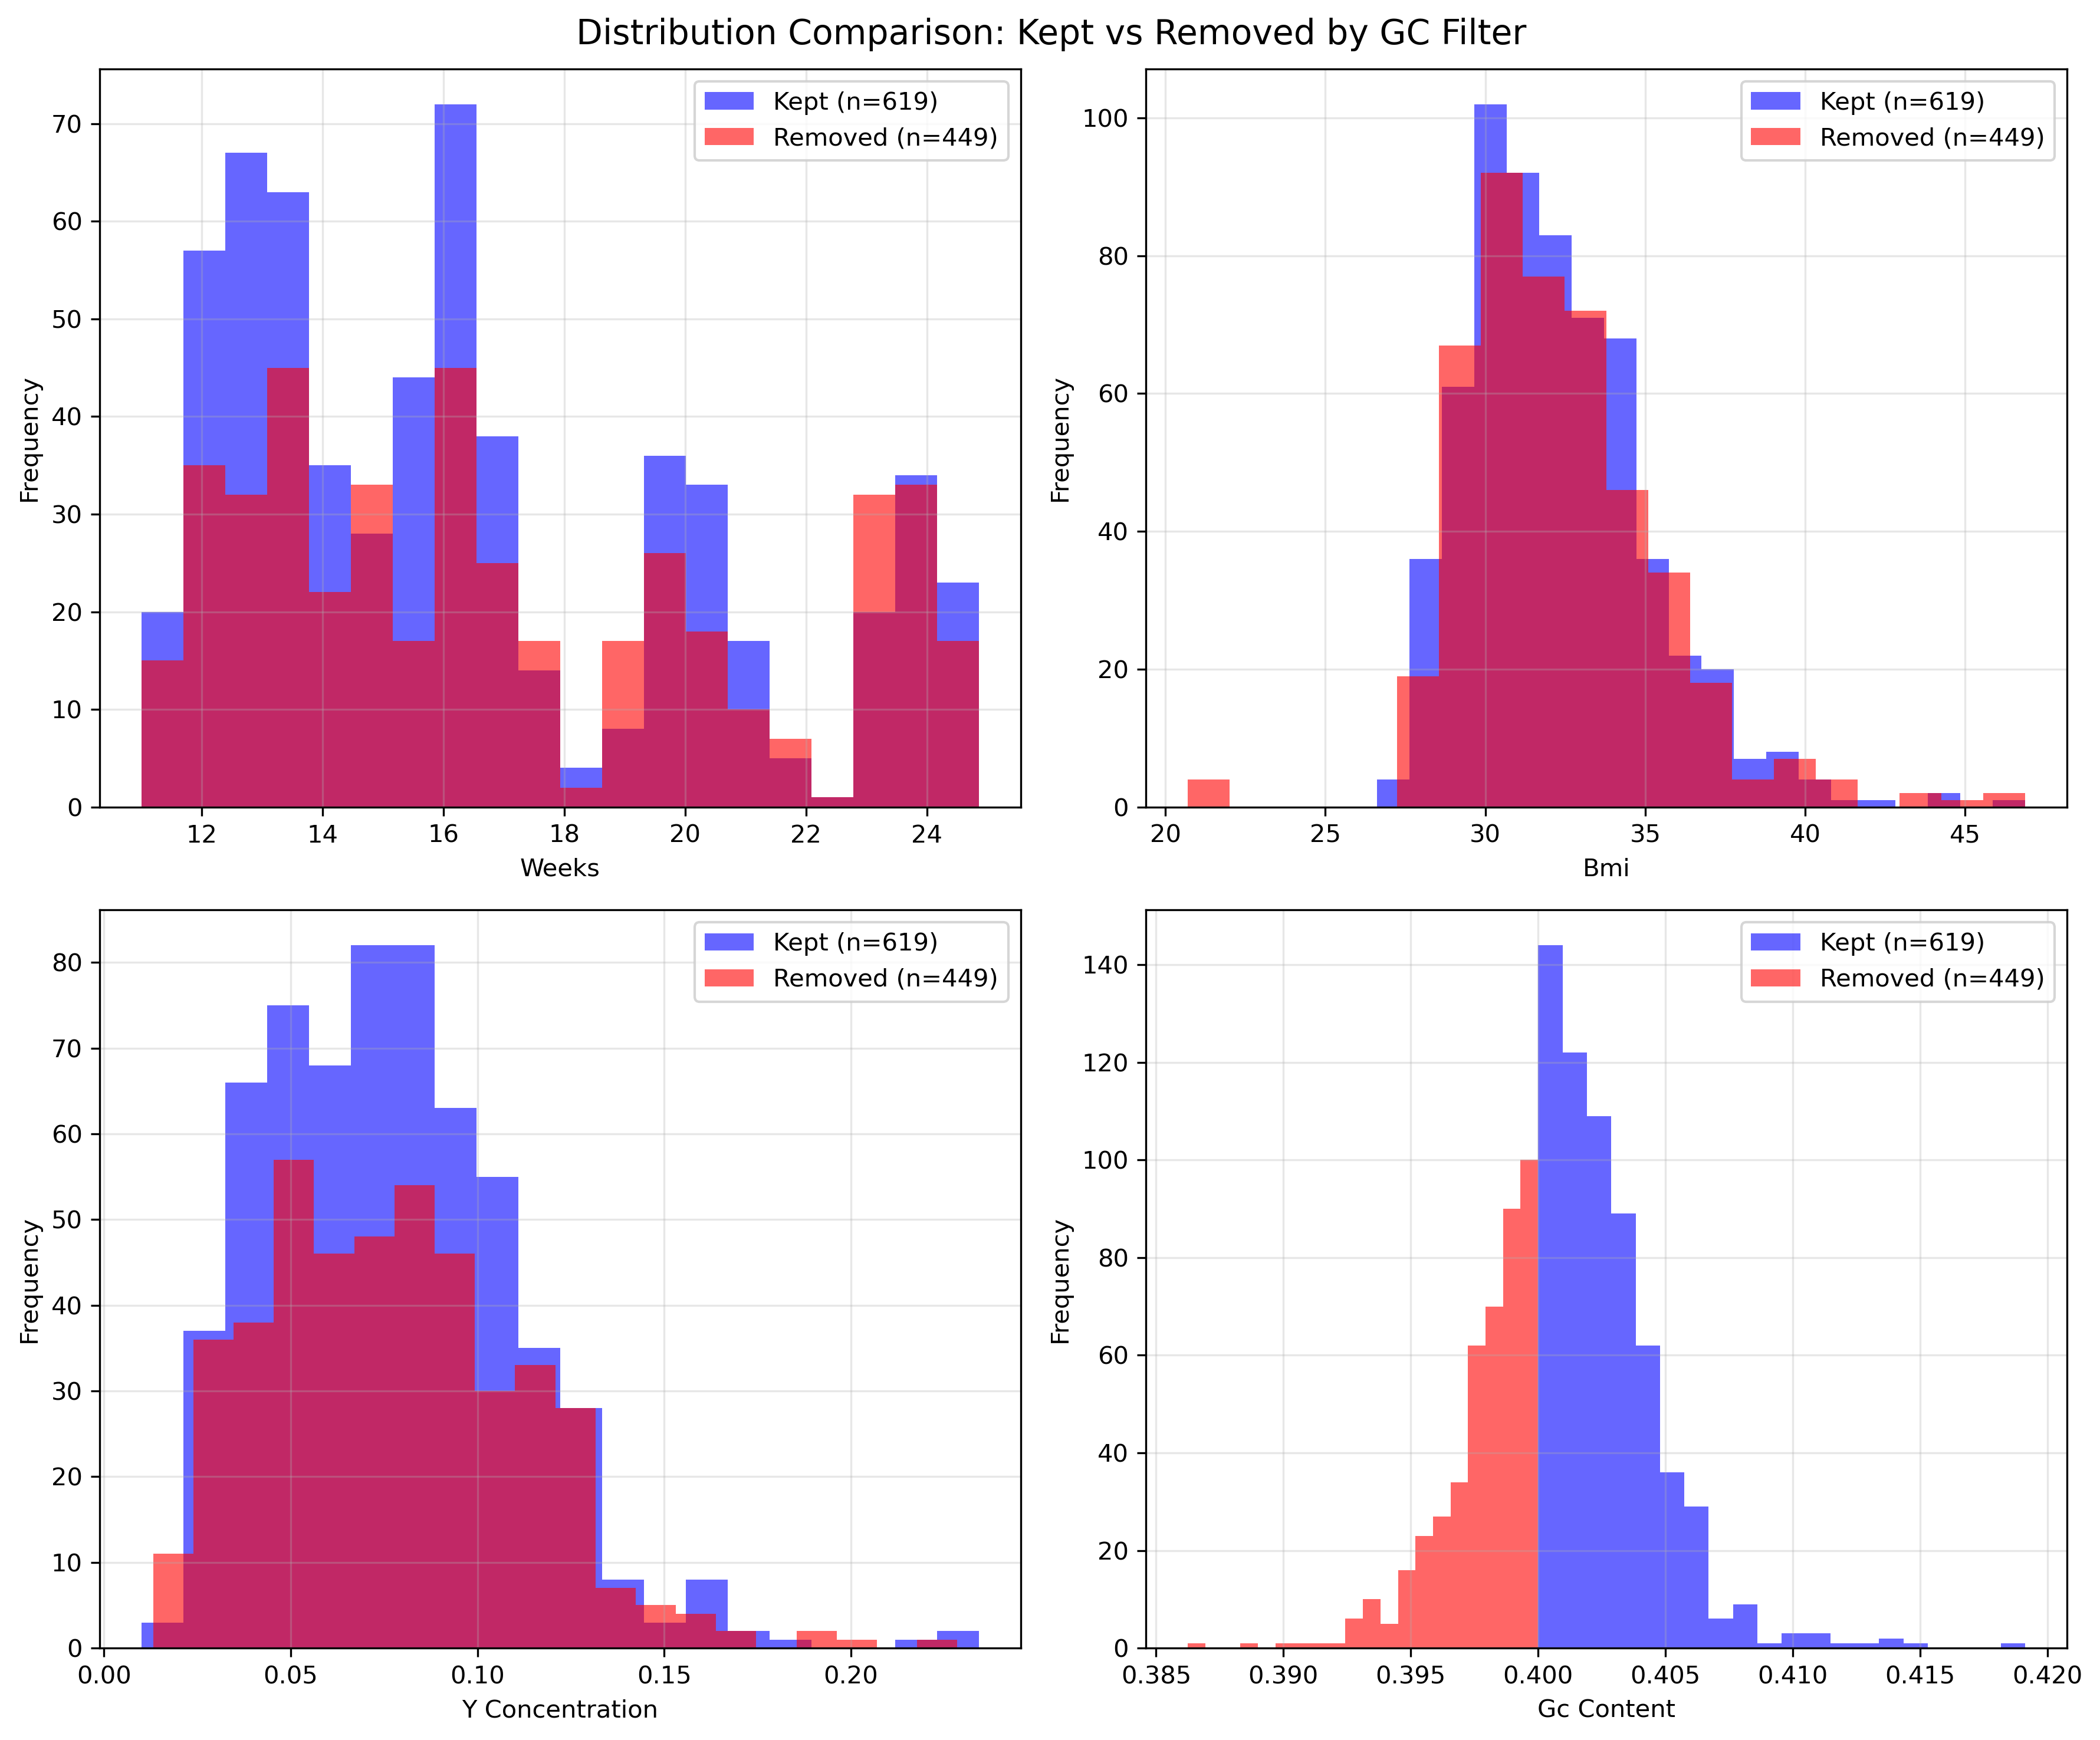 Distribution Comparison: Kept vs Removed by GC Filter
Kept (n=619)
Removed (n=449)
70
60
50
40
30
20
10
0
Frequency
12 14 16 18 20 22 24
Weeks
Kept (n=619)
Removed (n=449)
100
80
60
40
20
0
Frequency
20 25 30 35 40 45
Bmi
Kept (n=619)
Removed (n=449)
80
70
60
50
40
30
20
10
0
Frequency
0.00 0.05 0.10 0.15 0.20
Y Concentration
Kept (n=619)
Removed (n=449)
140
120
100
80
60
40
20
0
Frequency
0.385 0.390 0.395 0.400 0.405 0.410 0.415 0.420
Gc Content